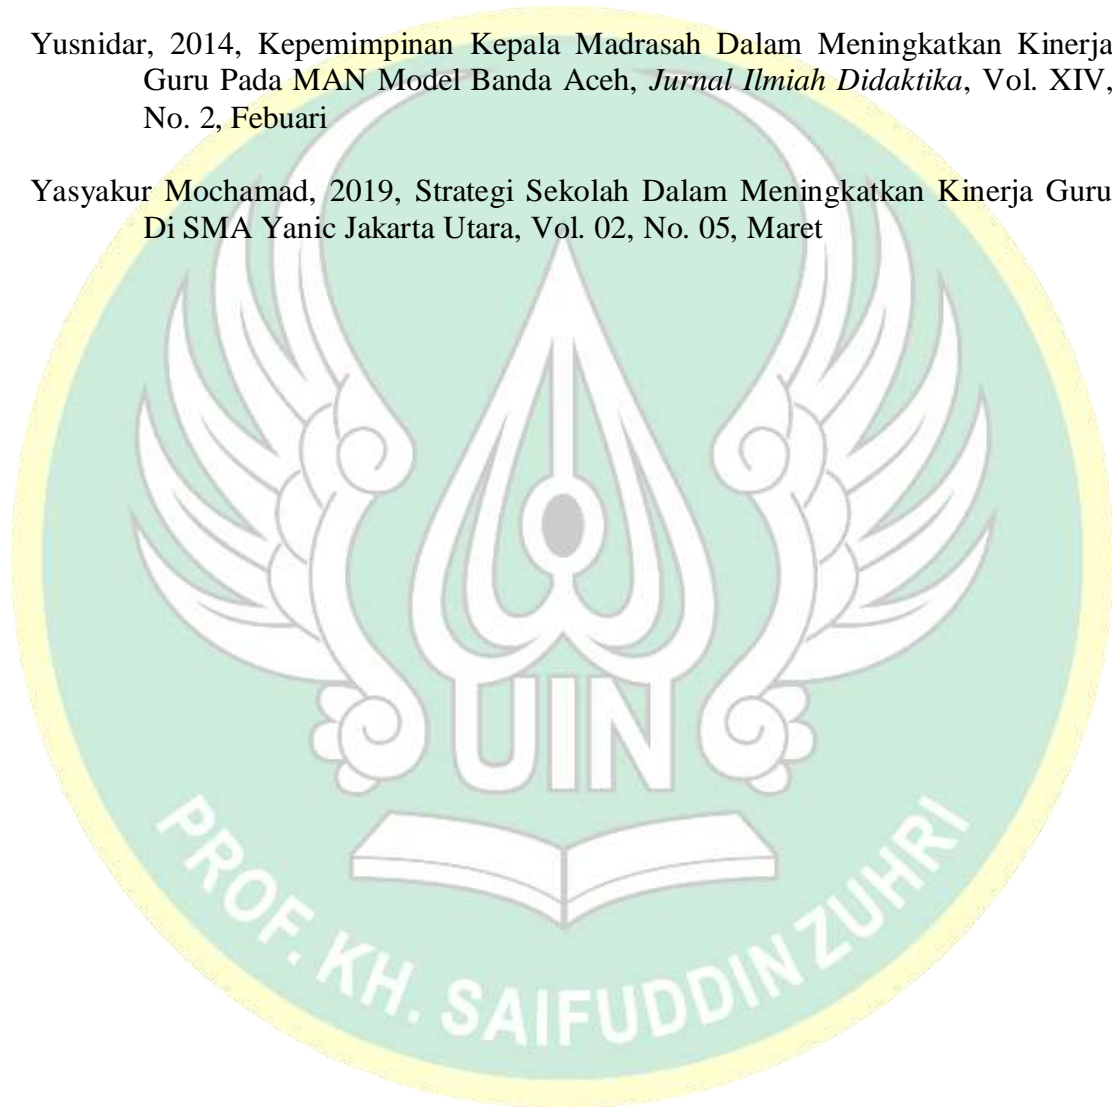 Yusnidar, 2014, Kepemimpinan Kepala Madrasah Dalam Meningkatkan Kinerja
Guru Pada MAN Model Banda Aceh, Jurnal Ilmiah Didaktika, Vol. XIV,
No. 2, Febuari
Yasyakur Mochamad, 2019, Strategi Sekolah Dalam Meningkatkan Kinerja Guru
Di SMA Yanic Jakarta Utara, Vol. 02, No. 05, Maret
UIN
PROF. KH. SAIFUDDIN ZUHRI